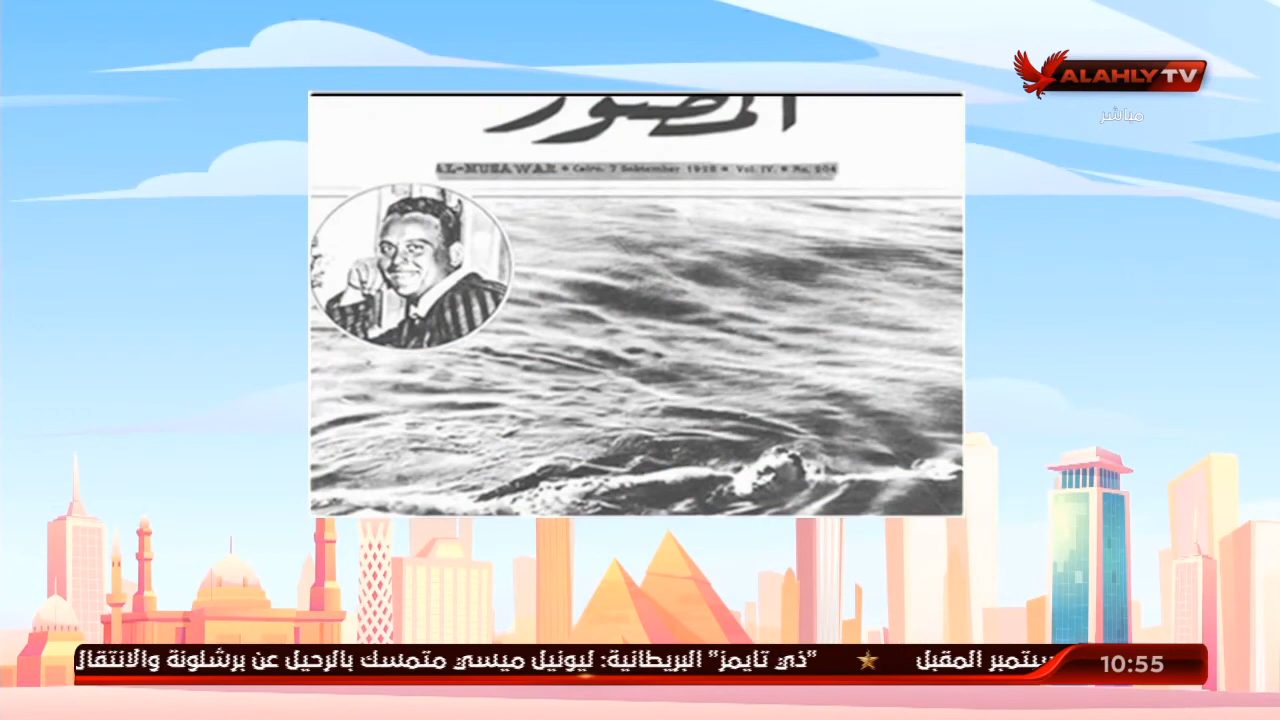 ALAHLY TV
مباشر
المصور
AL-MUSAWAR * Cairo, 7 September 1928 * Vol. IV. * No. 204
سبتمبر المقبل ★ "ذي تايمز" البريطانية: ليونيل ميسي متمسك بالرحيل عن برشلونة والانتقال
10:55